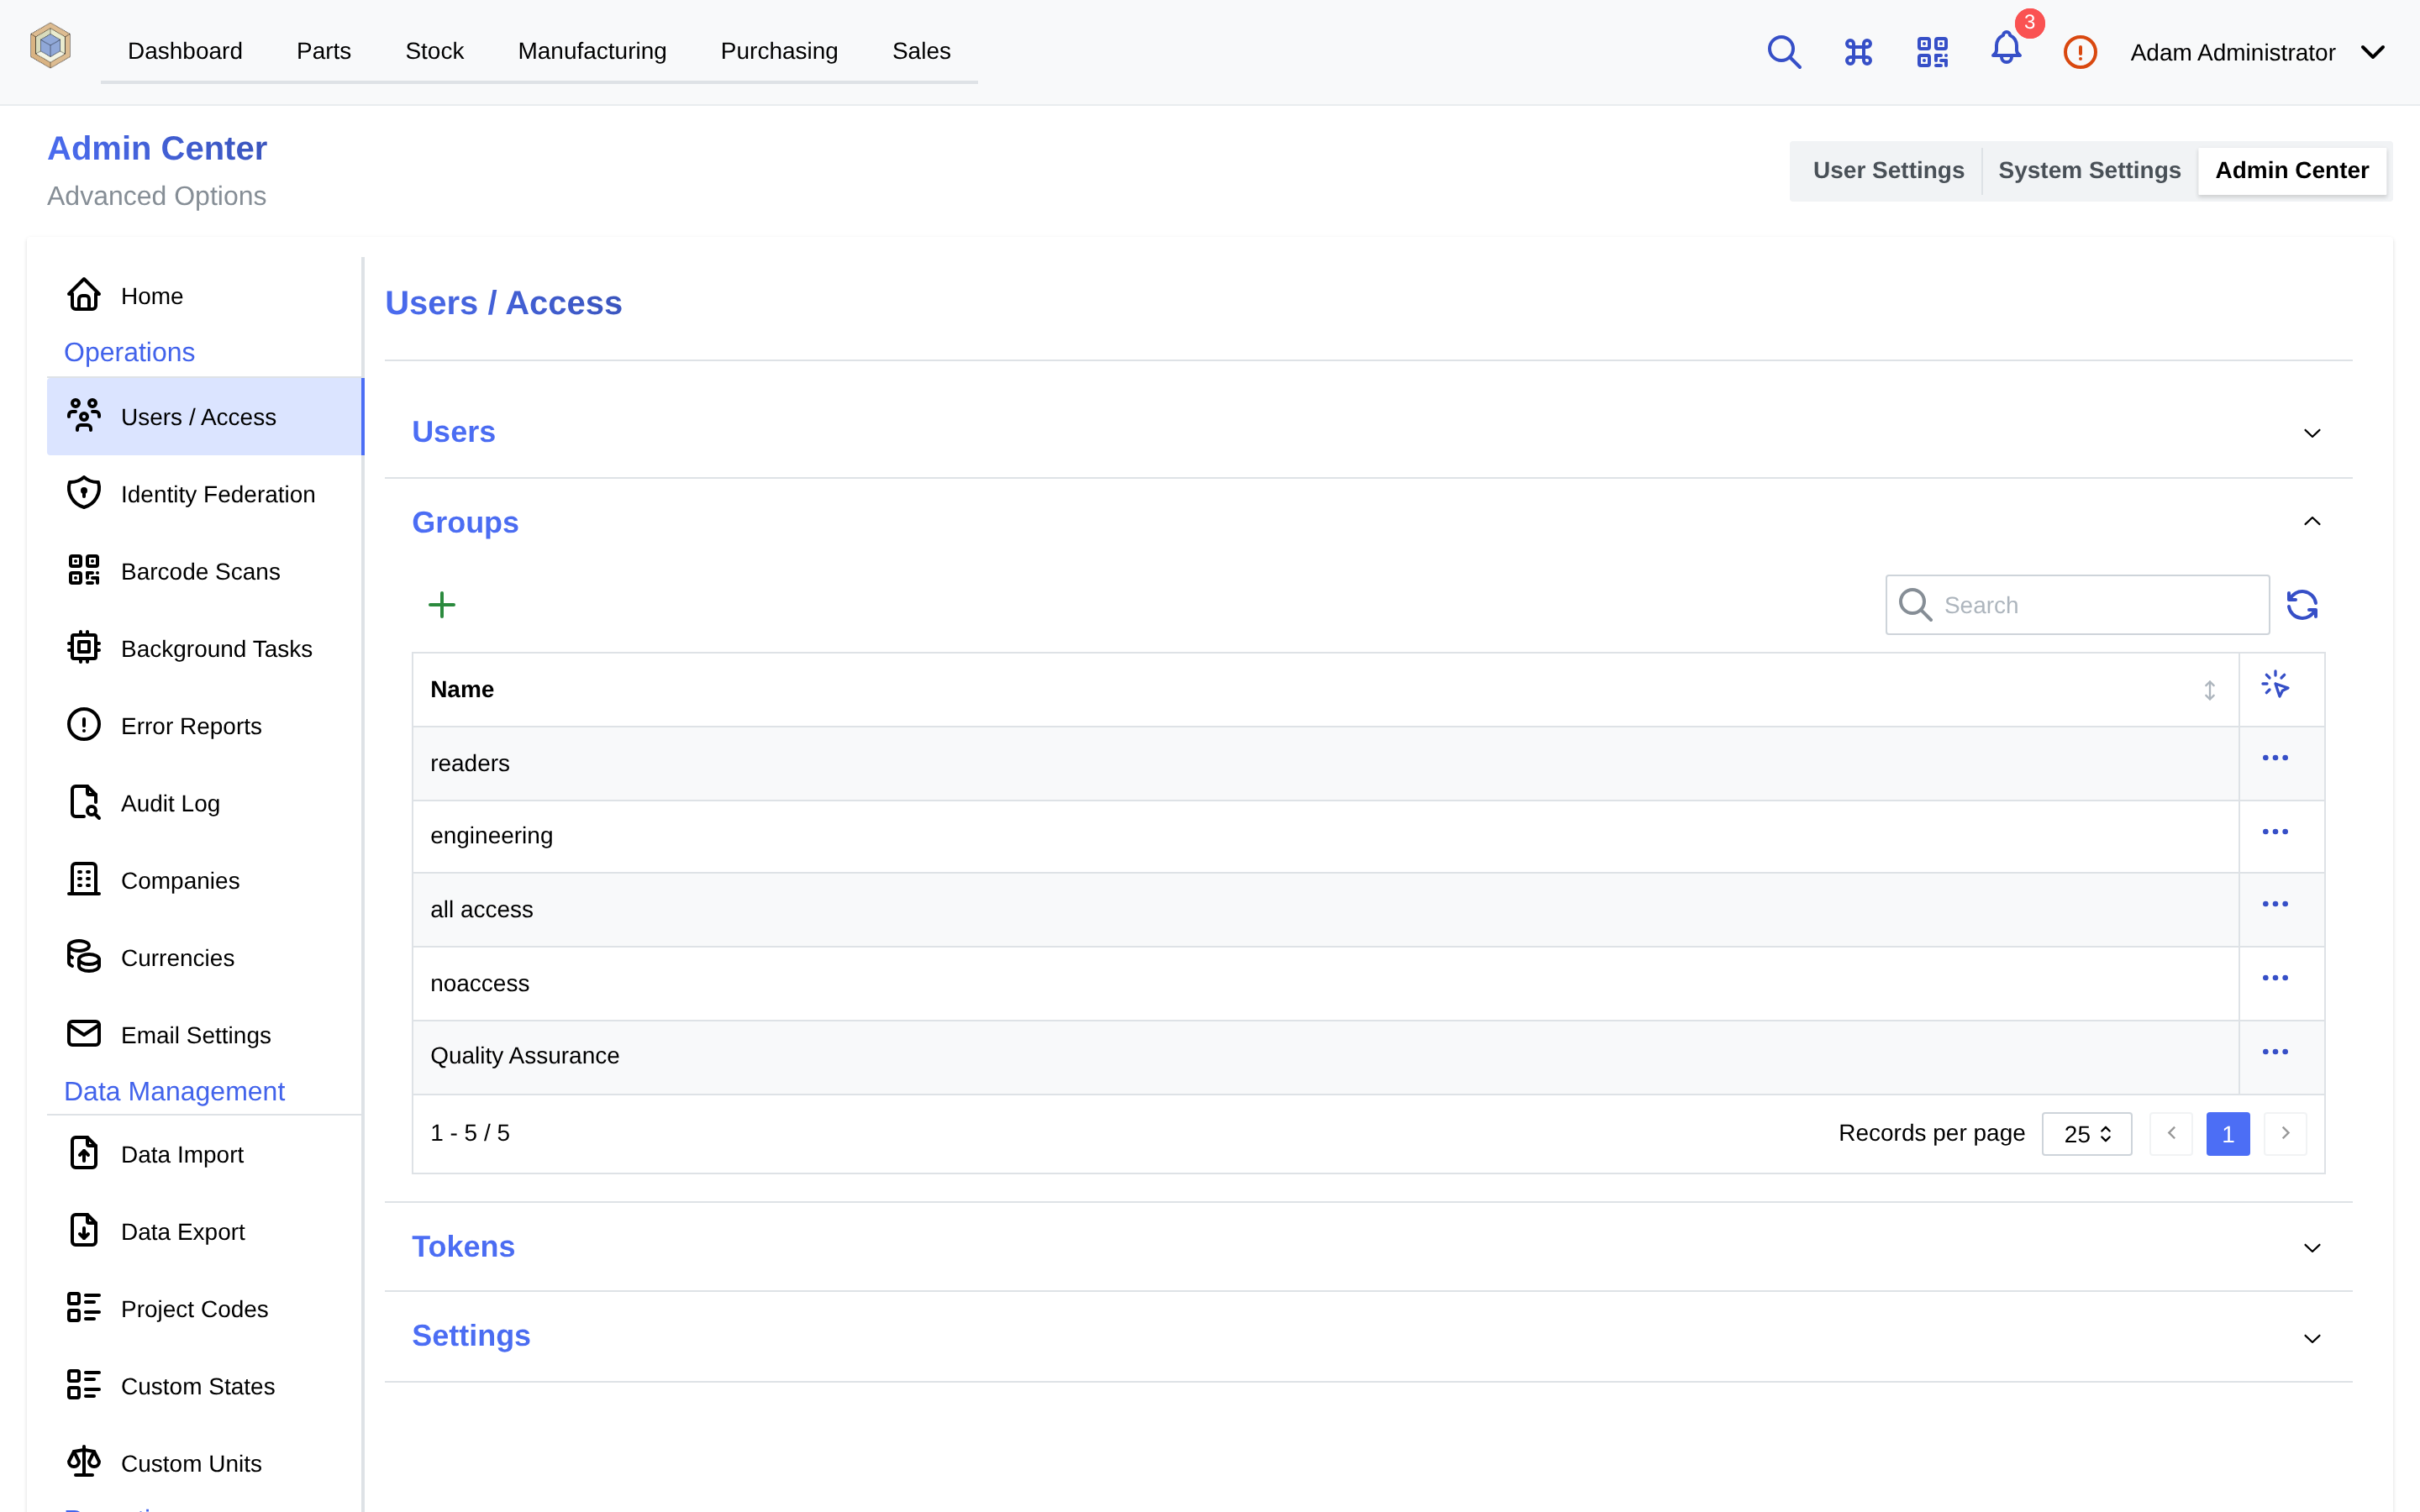 Dashboard Parts Stock Manufacturing Purchasing Sales 3 Adam Administrator
Admin Center
Advanced Options
User Settings System Settings Admin Center
Home
Operations
Users / Access
Identity Federation
Barcode Scans
Background Tasks
Error Reports
Audit Log
Companies
Currencies
Email Settings
Data Management
Data Import
Data Export
Project Codes
Custom States
Custom Units
Users / Access
Users
Groups
Search
Name
readers
engineering
all access
noaccess
Quality Assurance
1 - 5 / 5 Records per page 25 1
Tokens
Settings